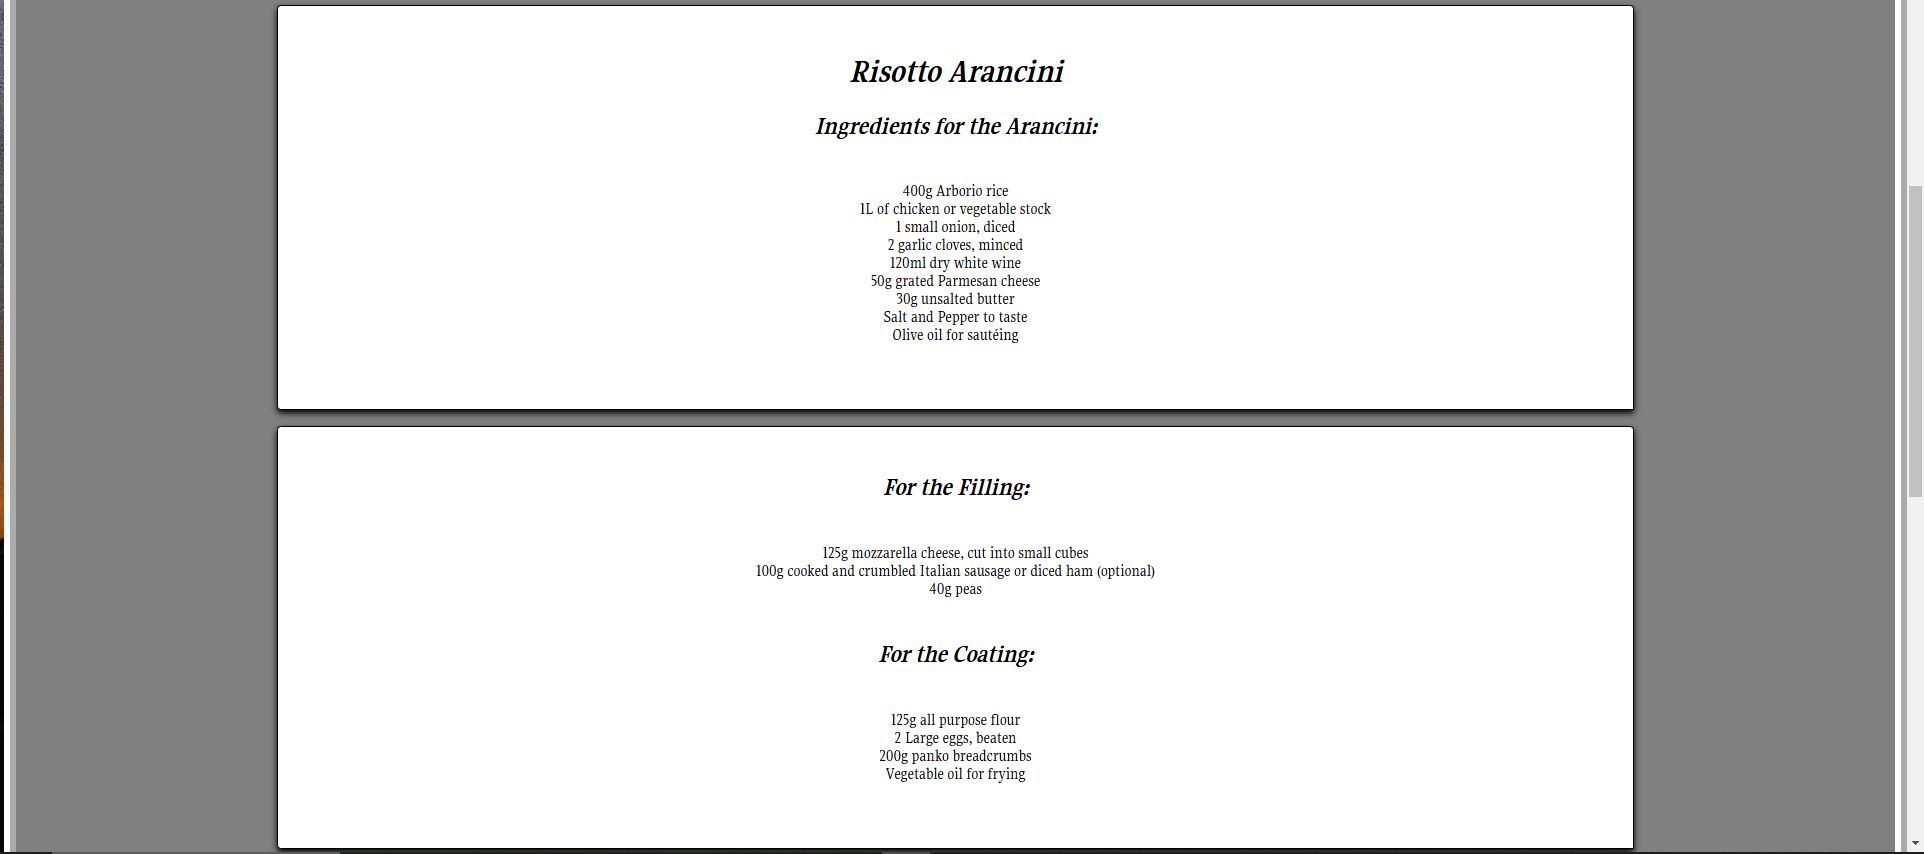 Risotto Arancini
Ingredients for the Arancini:
400g Arborio rice
1L of chicken or vegetable stock
1 small onion, diced
2 garlic cloves, minced
120ml dry white wine
50g grated Parmesan cheese
30g unsalted butter
Salt and Pepper to taste
Olive oil for sautéing
For the Filling:
125g mozzarella cheese, cut into small cubes
100g cooked and crumbled Italian sausage or diced ham (optional)
40g peas
For the Coating:
125g all purpose flour
2 Large eggs, beaten
200g panko breadcrumbs
Vegetable oil for frying